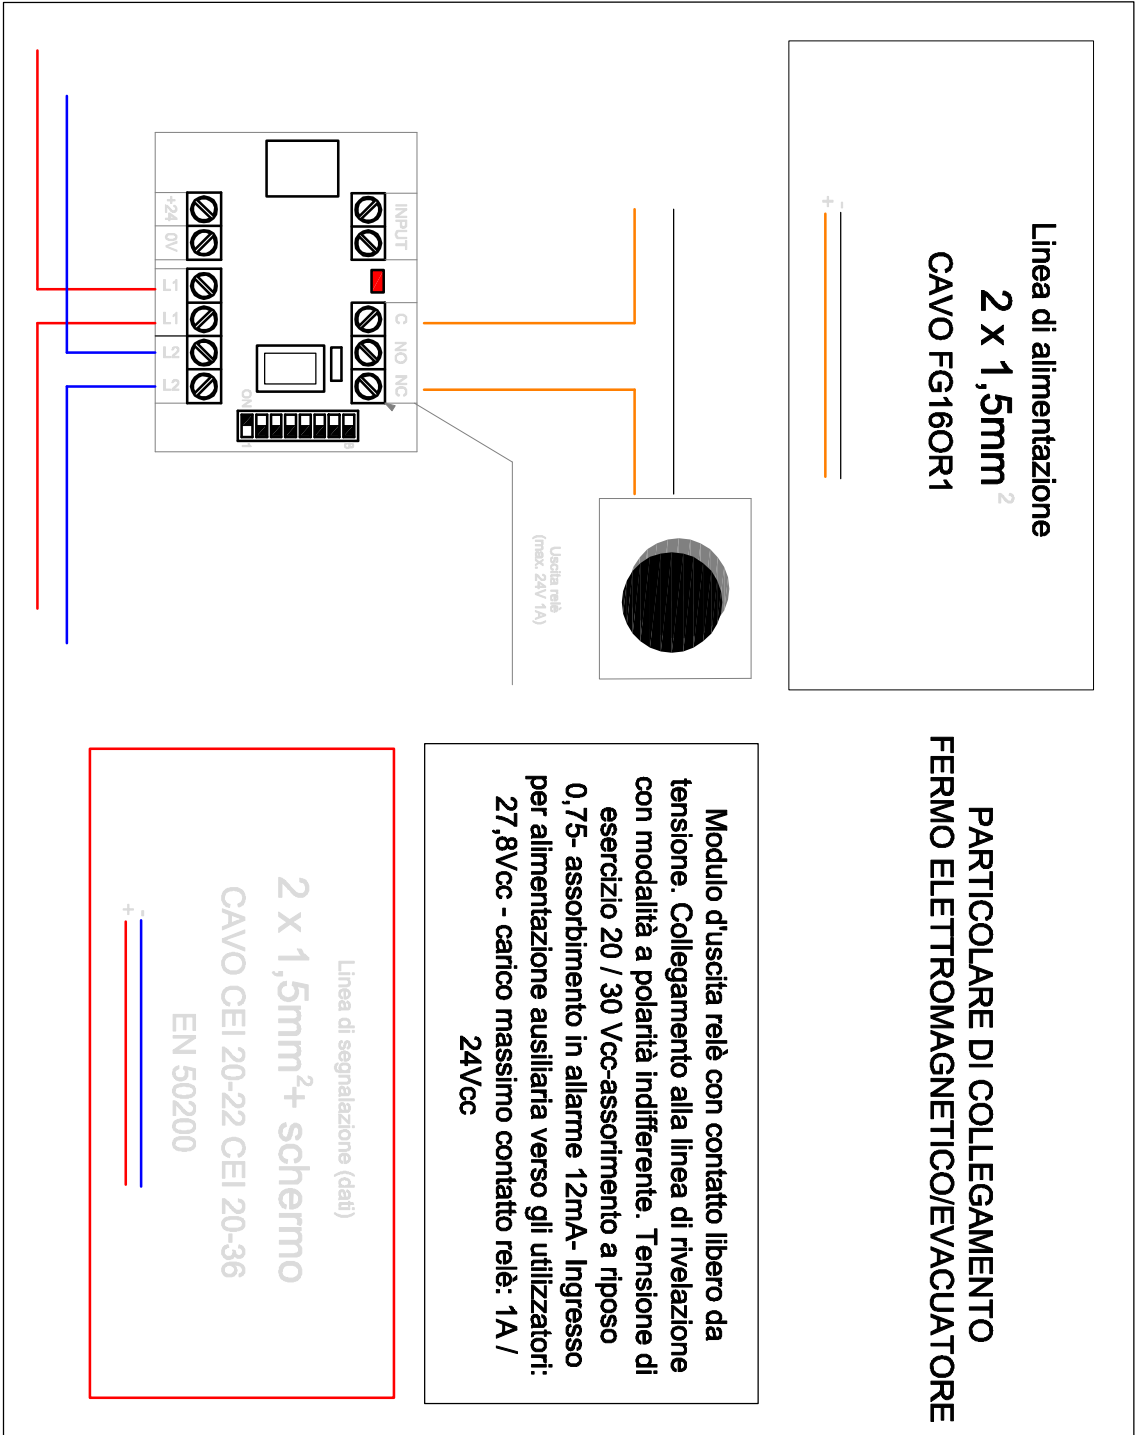 PARTICOLARE DI COLLEGAMENTO
FERMO ELETTROMAGNETICO/EVACUATORE
Linea di alimentazione
2 x 1,5mm²
CAVO FG16OR1
-
+
Modulo d'uscita relè con contatto libero da
tensione. Collegamento alla linea di rivelazione
con modalità a polarità indifferente. Tensione di
esercizio 20 / 30 Vcc-assorimento a riposo
0,75- assorbimento in allarme 12mA- Ingresso
per alimentazione ausiliaria verso gli utilizzatori:
27,8Vcc - carico massimo contatto relè: 1A /
24Vcc
Uscita relè
(max. 24V 1A)
INPUT
C
NO
NC
ON
1
8
+24
0V
L1
L1
L2
L2
Linea di segnalazione (dati)
2 x 1,5mm²+ schermo
CAVO CEI 20-22 CEI 20-36
EN 50200
-
+